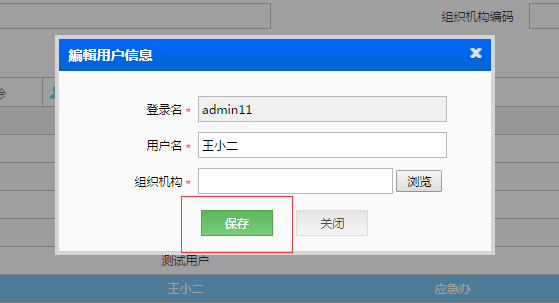 组织机构编码
编辑用户信息
除
登录名 * admin11
用户名 * 王小二
组织机构 * 浏览
保存 关闭
测试用户
王小二 应急办